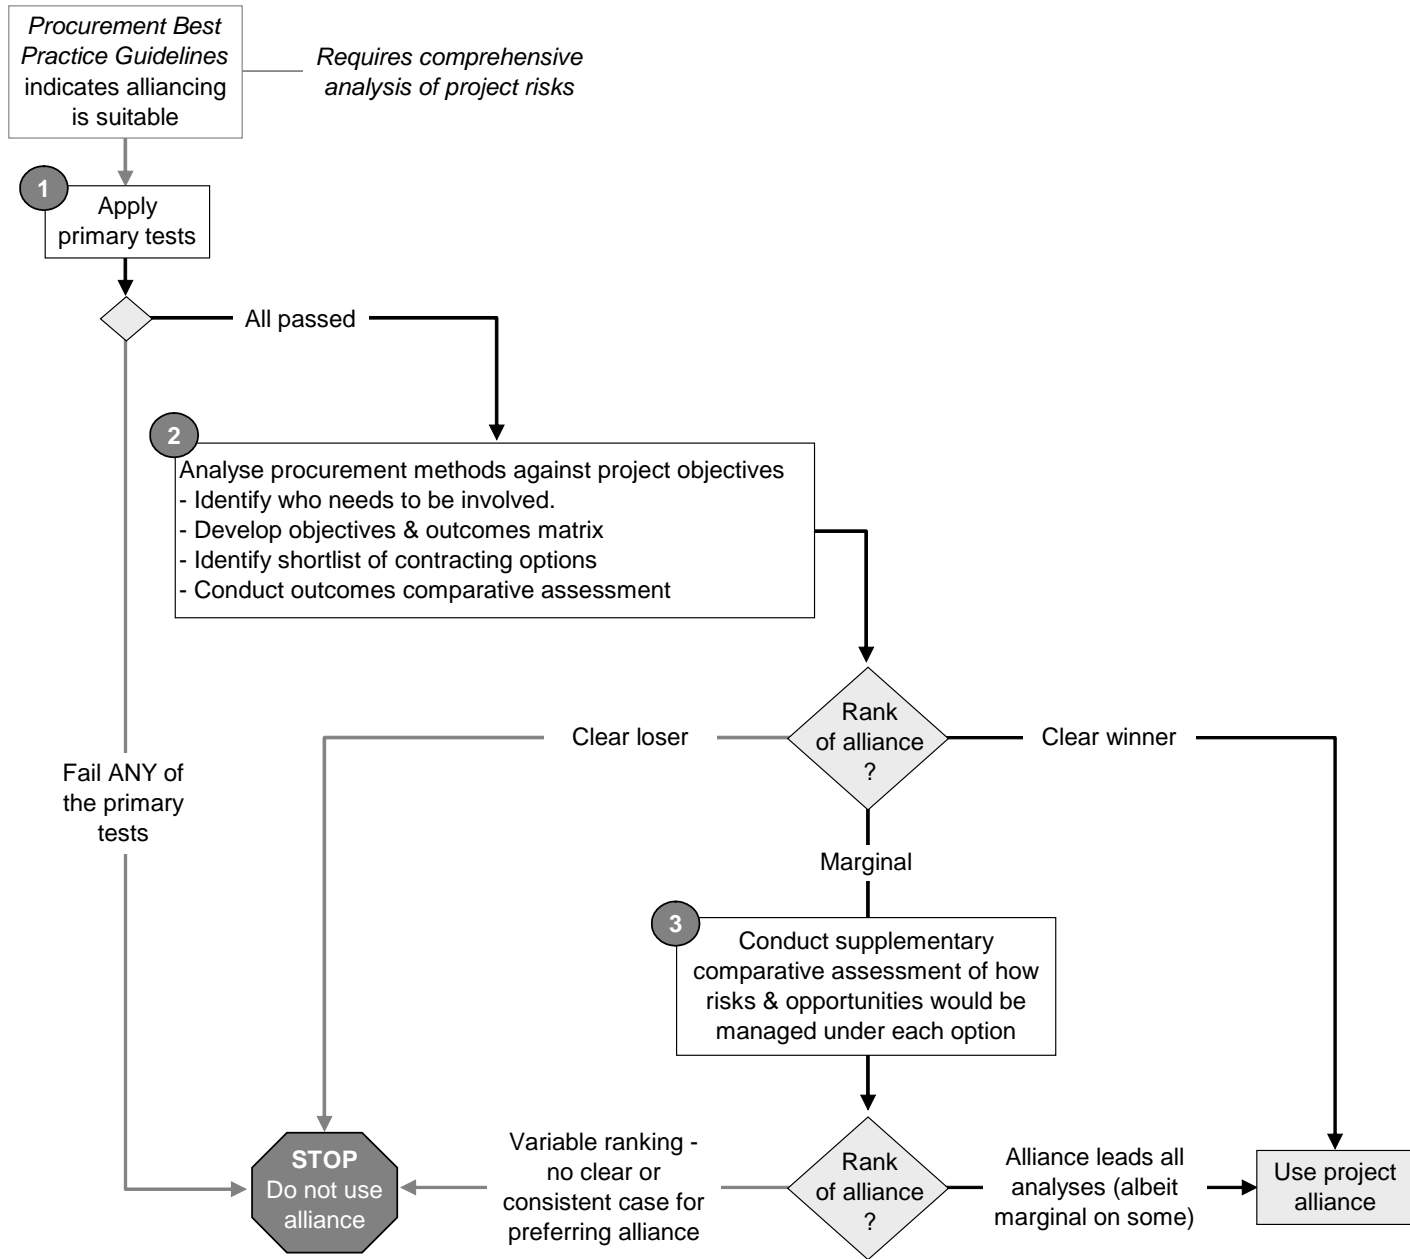 Procurement Best
Practice Guidelines
indicates alliancing
is suitable
Requires comprehensive
analysis of project risks
1
Apply
primary tests
All passed
2
Analyse procurement methods against project objectives
- Identify who needs to be involved.
- Develop objectives & outcomes matrix
- Identify shortlist of contracting options
- Conduct outcomes comparative assessment
Rank
of alliance
?
Clear loser
Clear winner
Fail ANY of
the primary
tests
Marginal
3
Conduct supplementary
comparative assessment of how
risks & opportunities would be
managed under each option
STOP
Do not use
alliance
Variable ranking -
no clear or
consistent case for
preferring alliance
Rank
of alliance
?
Alliance leads all
analyses (albeit
marginal on some)
Use project
alliance